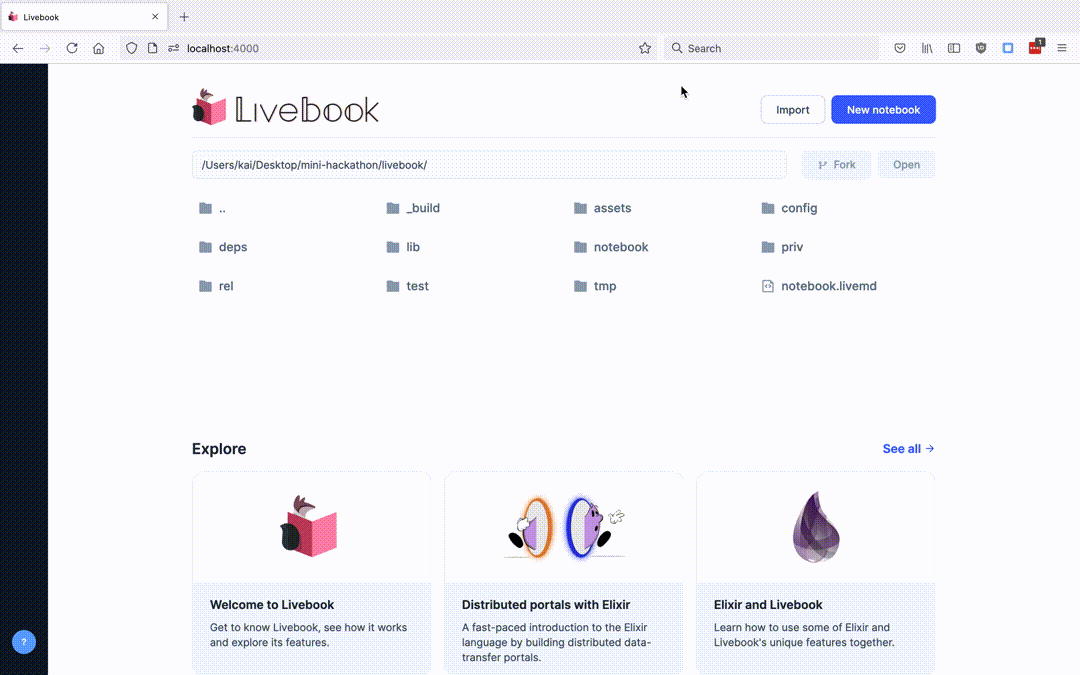 Livebook
localhost:4000
Search
1
Livebook
Import
New notebook
/Users/kai/Desktop/mini-hackathon/livebook/
Fork
Open
..
_build
assets
config
deps
lib
notebook
priv
rel
test
tmp
notebook.livemd
Explore
See all →
Welcome to Livebook
Get to know Livebook, see how it works
and explore its features.
Distributed portals with Elixir
A fast-paced introduction to the Elixir
language by building distributed data-
transfer portals.
Elixir and Livebook
Learn how to use some of Elixir and
Livebook's unique features together.
?